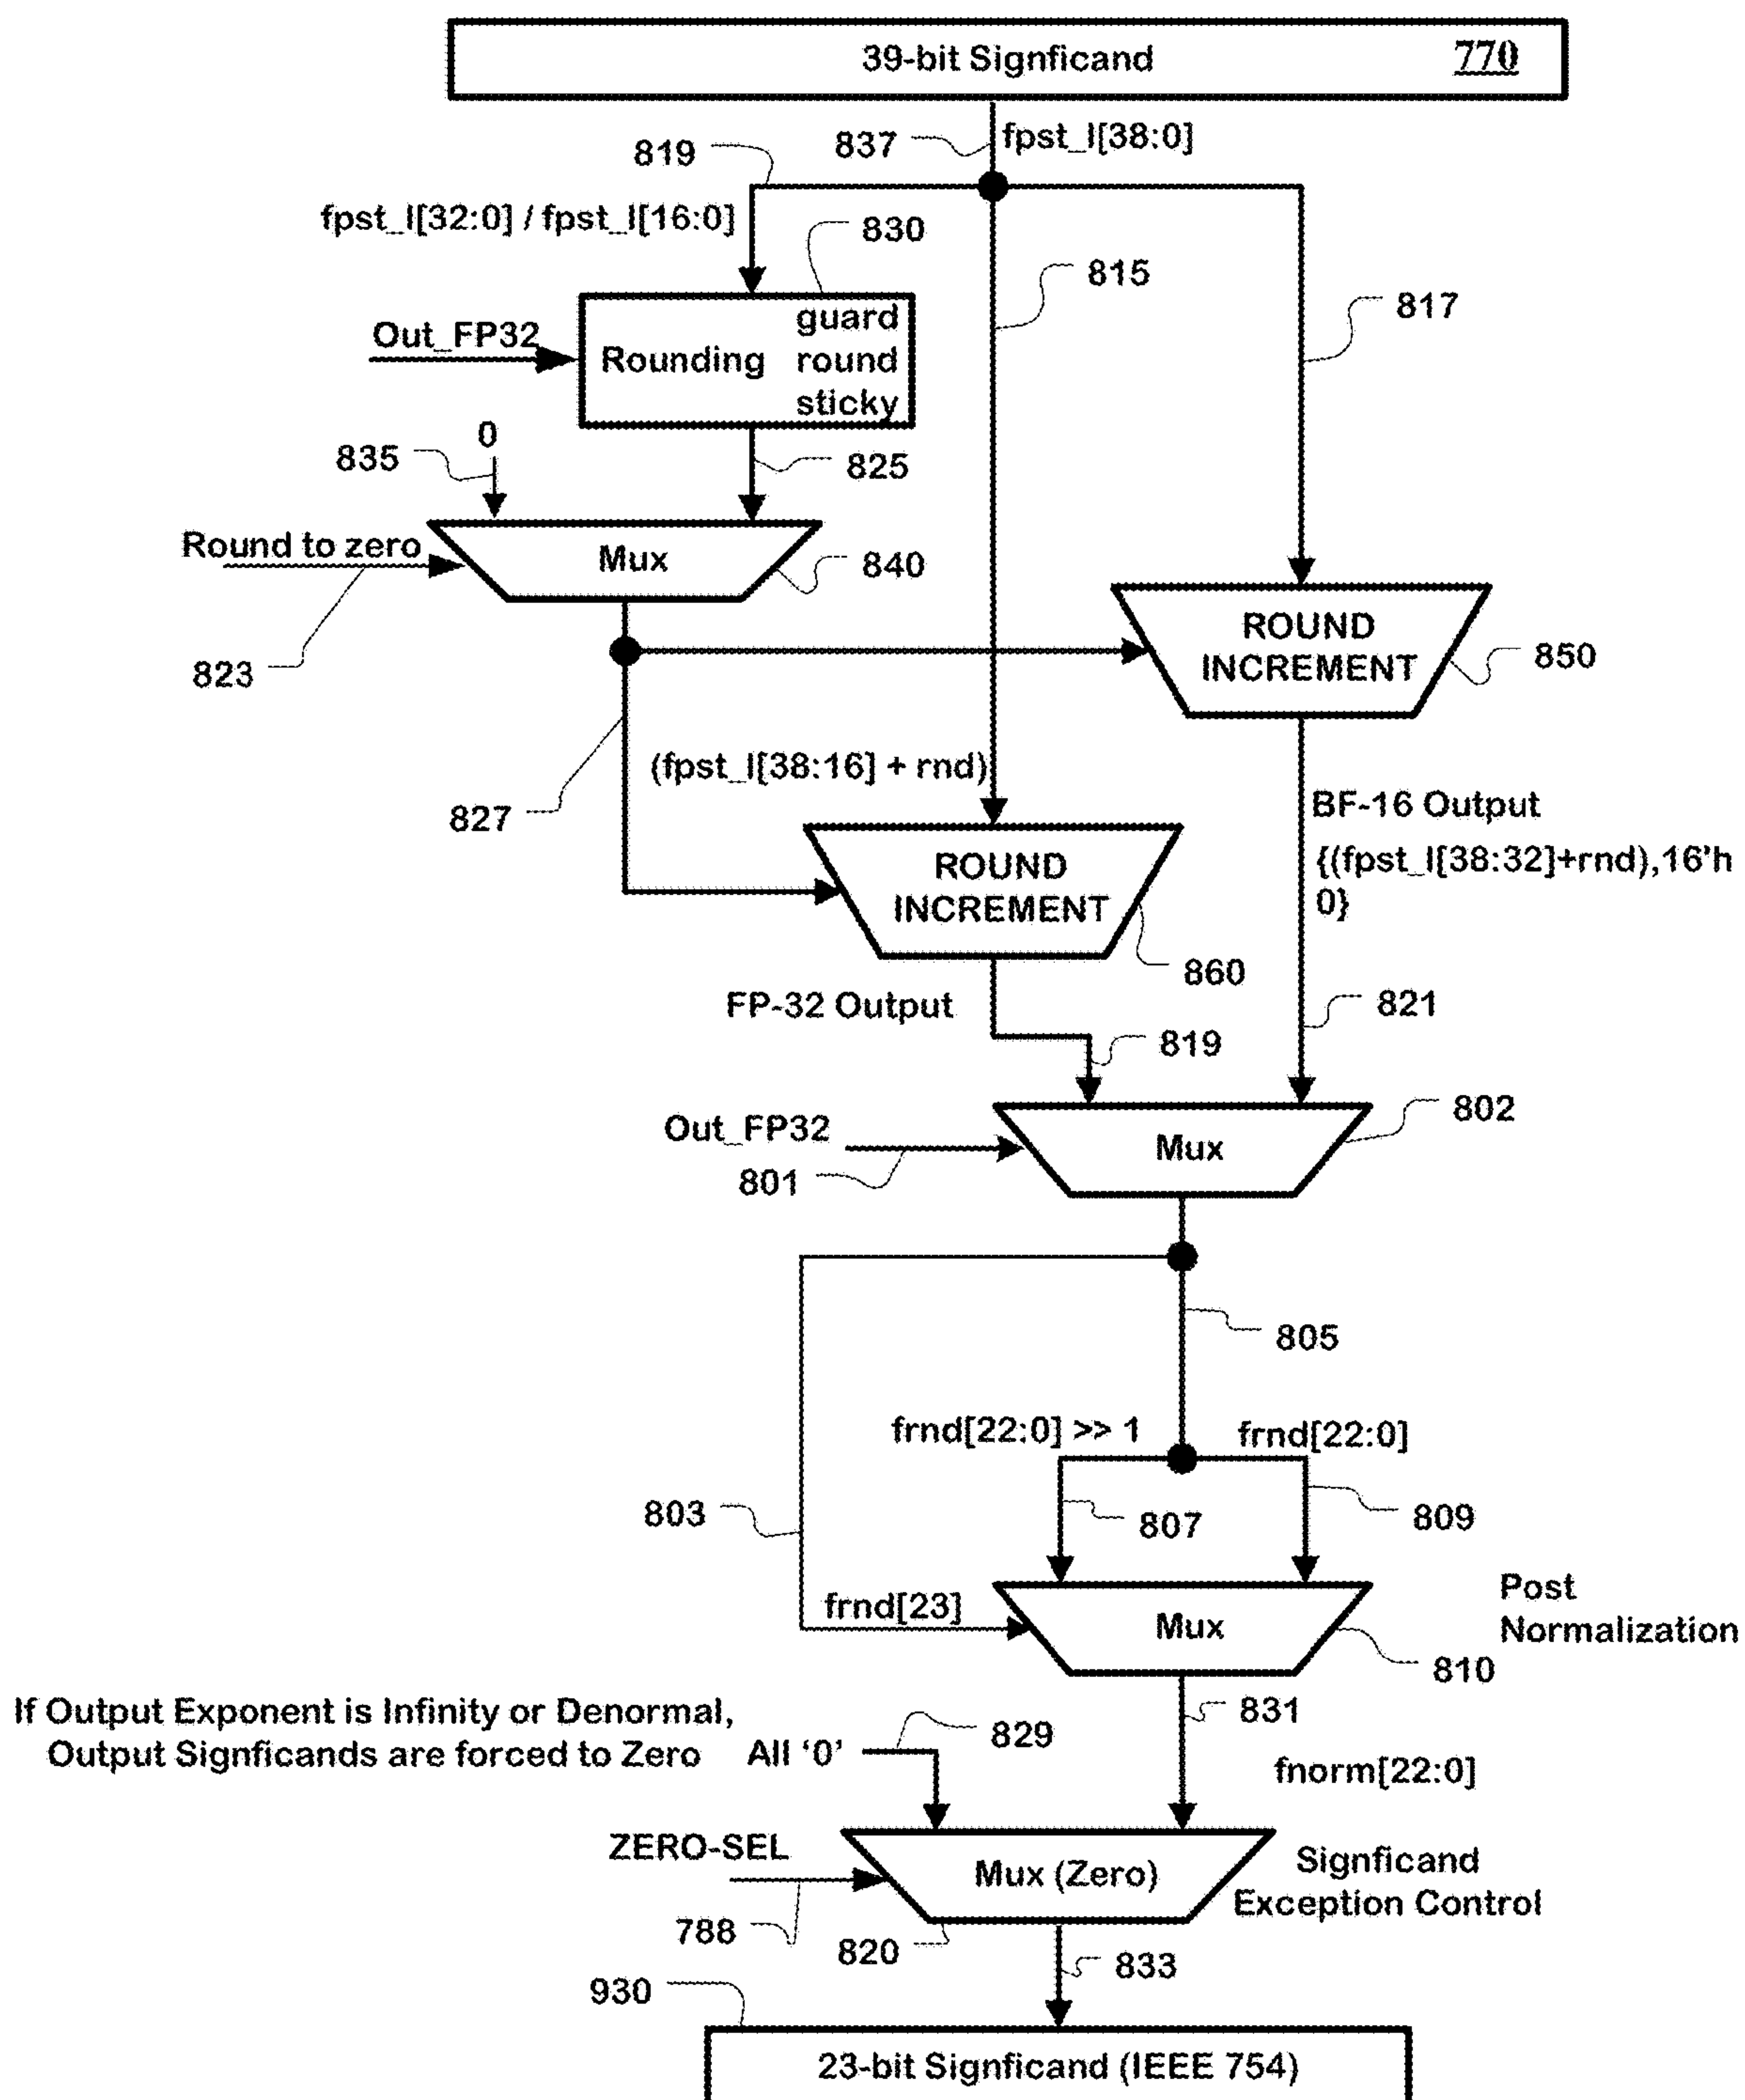 39-bit Signficand 770
837 fpst_l[38:0]
819
fpst_l[32:0] / fpst_l[16:0]
830
815
817
Out_FP32
guard
Rounding round
sticky
0
835
825
Round to zero
Mux
840
823
ROUND
INCREMENT
850
827
(fpst_l[38:16] + rnd)
BF-16 Output
{(fpst_l[38:32]+rnd),16'h
0}
ROUND
INCREMENT
860
FP-32 Output
821
819
Out_FP32
801
Mux
802
805
frnd[22:0] >> 1
frnd[22:0]
803
807
809
frnd[23]
Mux
Post
Normalization
810
If Output Exponent is Infinity or Denormal,
Output Signficands are forced to Zero
All ‘0’
829
831
fnorm[22:0]
ZERO-SEL
788
Mux (Zero)
820
Signficand
Exception Control
833
930
23-bit Signficand (IEEE 754)